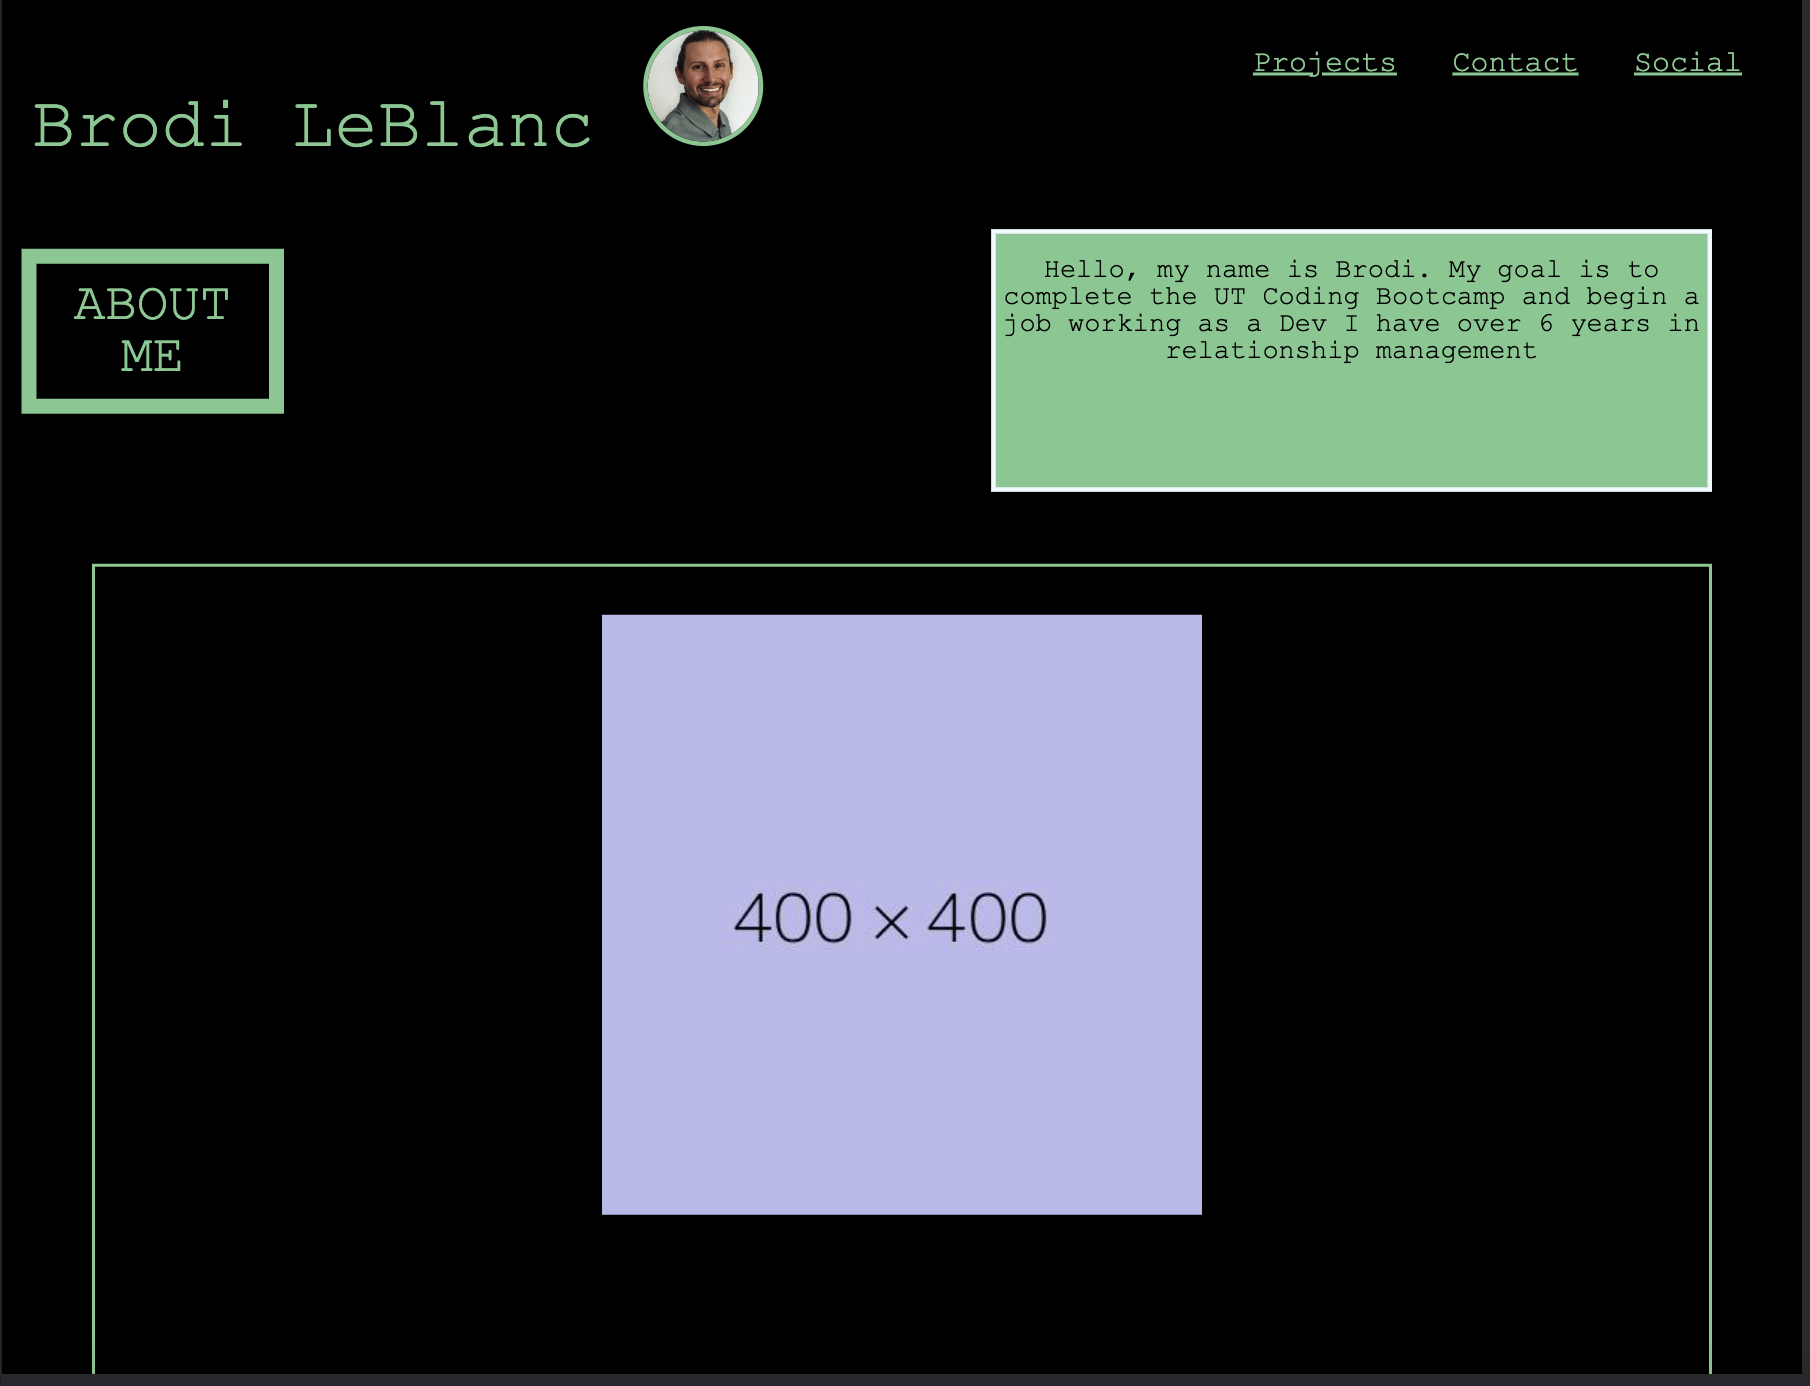 Brodi LeBlanc
Projects Contact Social
ABOUT
ME
Hello, my name is Brodi. My goal is to
complete the UT Coding Bootcamp and begin a
job working as a Dev I have over 6 years in
relationship management
400 × 400